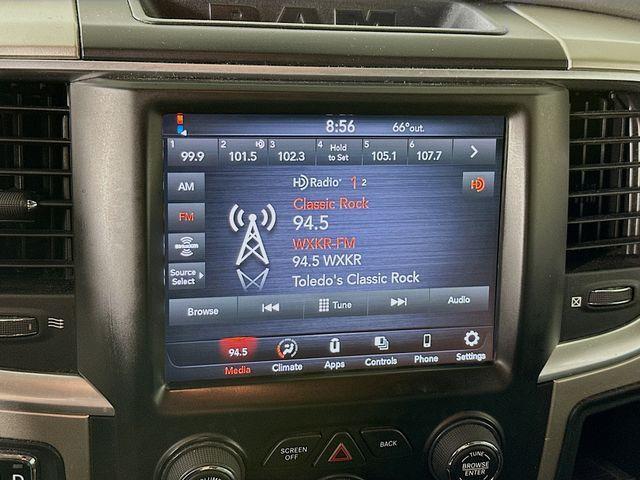 RAM
8:56 66°out.
1 99.9 2 101.5 HD 3 102.3 4 Hold to Set 5 105.1 6 107.7
AM
HD Radio 1 2
HD
FM
Classic Rock
94.5
SiriusXM
WXKR-FM
94.5 WXKR
Source Select
Toledo's Classic Rock
Browse Tune Audio
94.5
Media Climate Apps Controls Phone Settings
SCREEN OFF
BACK
TUNE
BROWSE
ENTER